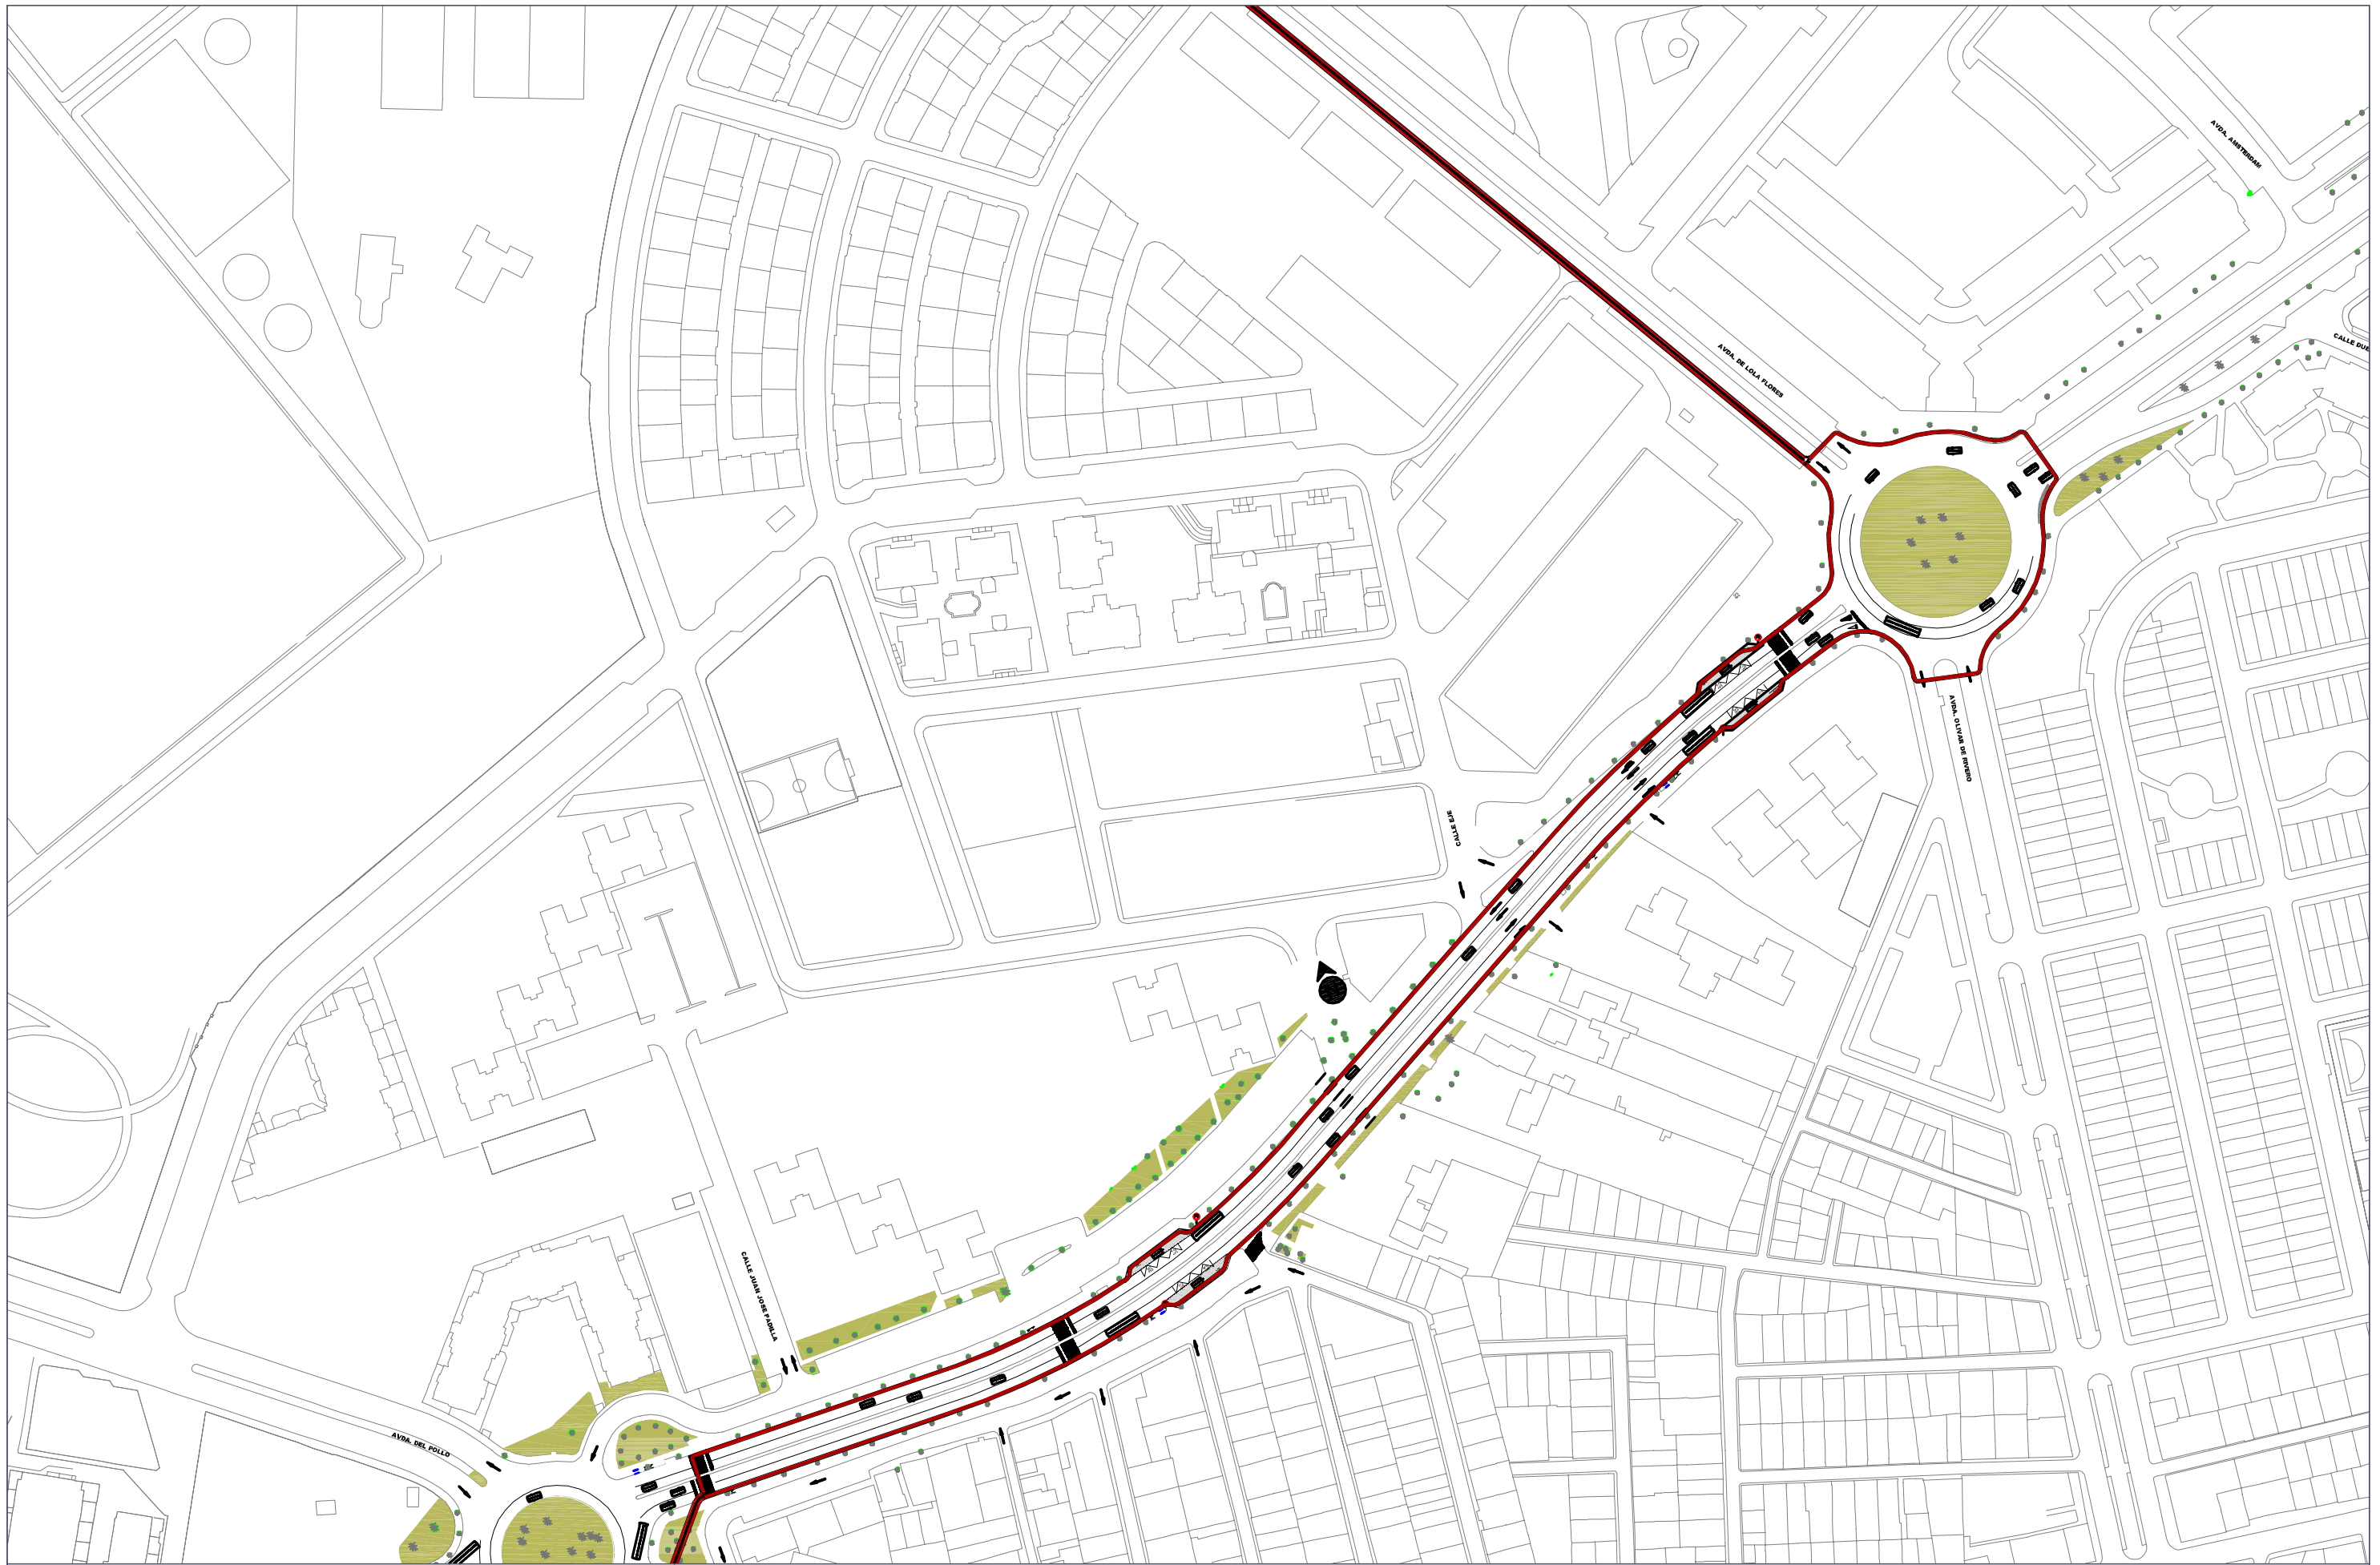 AVDA. AMSTERDAM
CALLE DUE
AVDA. DE LOLA FLORES
AVDA. OLIVAR DE RIVERO
CALLE EJE
CALLE JUAN JOSE PADILLA
AVDA. DEL POLLO